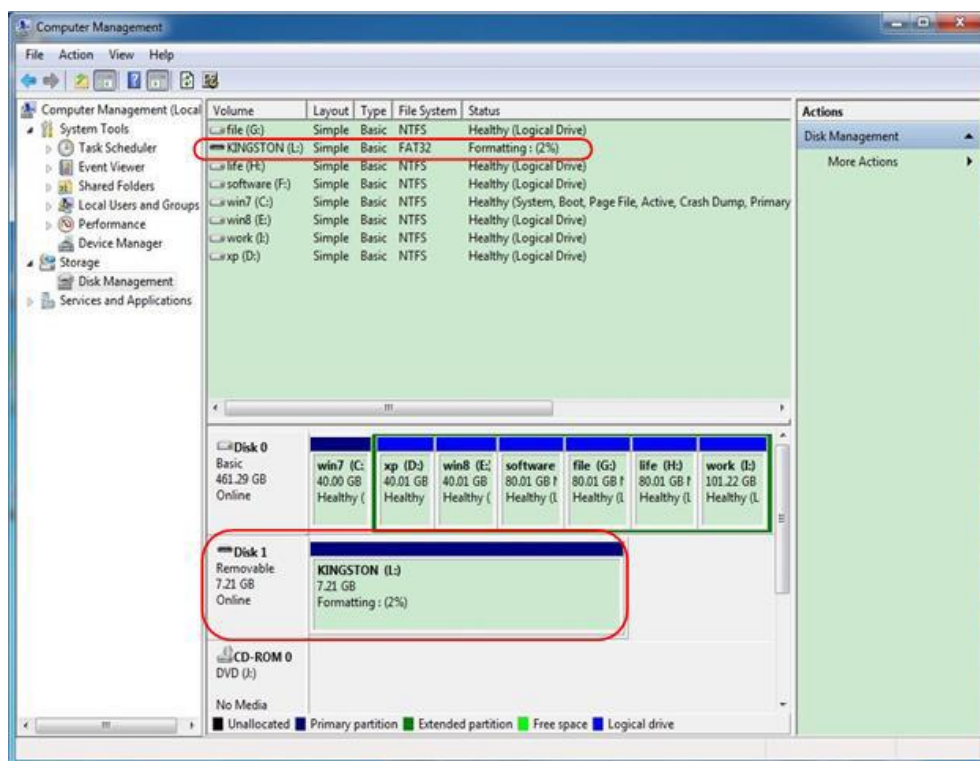 Computer Management
File Action View Help
Computer Management (Local
System Tools
Task Scheduler
Event Viewer
Shared Folders
Local Users and Groups
Performance
Device Manager
Storage
Disk Management
Services and Applications
Volume Layout Type File System Status
file (G:) Simple Basic NTFS Healthy (Logical Drive)
KINGSTON (L:) Simple Basic FAT32 Formatting : (2%)
life (H:) Simple Basic NTFS Healthy (Logical Drive)
software (F:) Simple Basic NTFS Healthy (Logical Drive)
win7 (C:) Simple Basic NTFS Healthy (System, Boot, Page File, Active, Crash Dump, Primary
win8 (E:) Simple Basic NTFS Healthy (Logical Drive)
work (I:) Simple Basic NTFS Healthy (Logical Drive)
xp (D:) Simple Basic NTFS Healthy (Logical Drive)
Actions
Disk Management
More Actions
Disk 0
Basic
461.29 GB
Online
win7 (C:
40.00 GB
Healthy (
xp (D:)
40.01 GB
Healthy
win8 (E:
40.01 GB
Healthy (
software
80.01 GB N
Healthy (L
file (G:)
80.01 GB N
Healthy (L
life (H:)
80.01 GB N
Healthy (L
work (I:)
101.22 GB
Healthy (L
Disk 1
Removable
7.21 GB
Online
KINGSTON (L:)
7.21 GB
Formatting : (2%)
CD-ROM 0
DVD (J:)
No Media
Unallocated Primary partition Extended partition Free space Logical drive